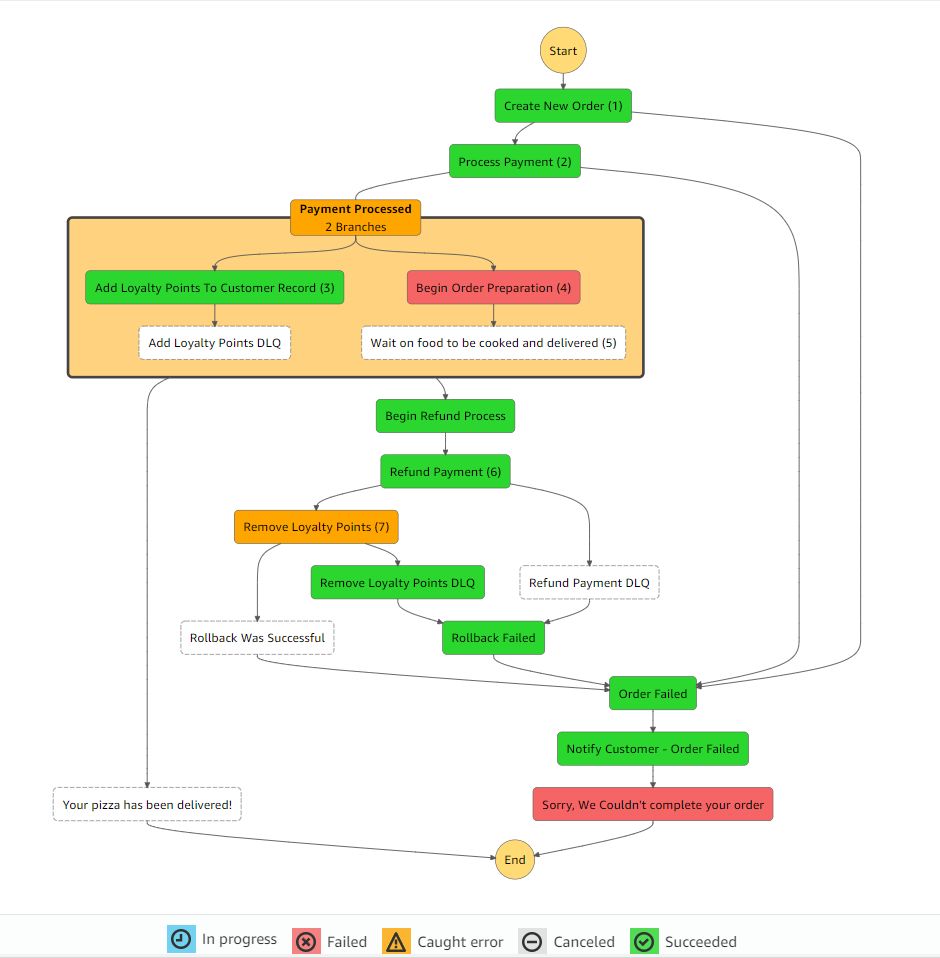 Start
Create New Order (1)
Process Payment (2)
Payment Processed
2 Branches
Add Loyalty Points To Customer Record (3)
Begin Order Preparation (4)
Add Loyalty Points DLQ
Wait on food to be cooked and delivered (5)
Begin Refund Process
Refund Payment (6)
Remove Loyalty Points (7)
Remove Loyalty Points DLQ
Refund Payment DLQ
Rollback Was Successful
Rollback Failed
Order Failed
Notify Customer - Order Failed
Your pizza has been delivered!
Sorry, We Couldn't complete your order
End
In progress
Failed
Caught error
Canceled
Succeeded